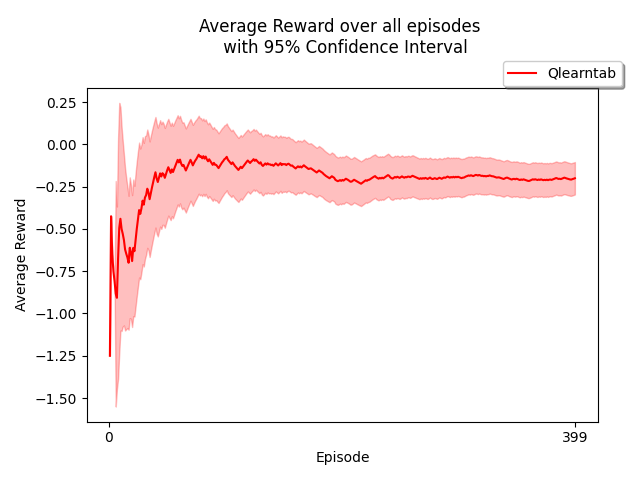 Average Reward over all episodes
with 95% Confidence Interval
Qlearntab
0.25
0.00
−0.25
−0.50
−0.75
−1.00
−1.25
−1.50
Average Reward
0
399
Episode